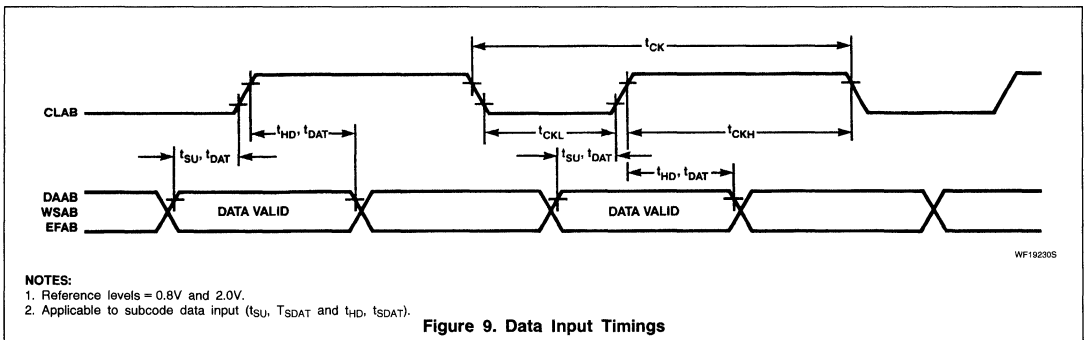 tCK
CLAB
tHD, tDAT
tCKL
tCKH
tSU, tDAT
tSU, tDAT
tHD, tDAT
DAAB
WSAB
EFAB
DATA VALID
DATA VALID
WF19230S
NOTES:
1. Reference levels = 0.8V and 2.0V.
2. Applicable to subcode data input (tSU, TSDAT and tHD, tSDAT).
Figure 9. Data Input Timings